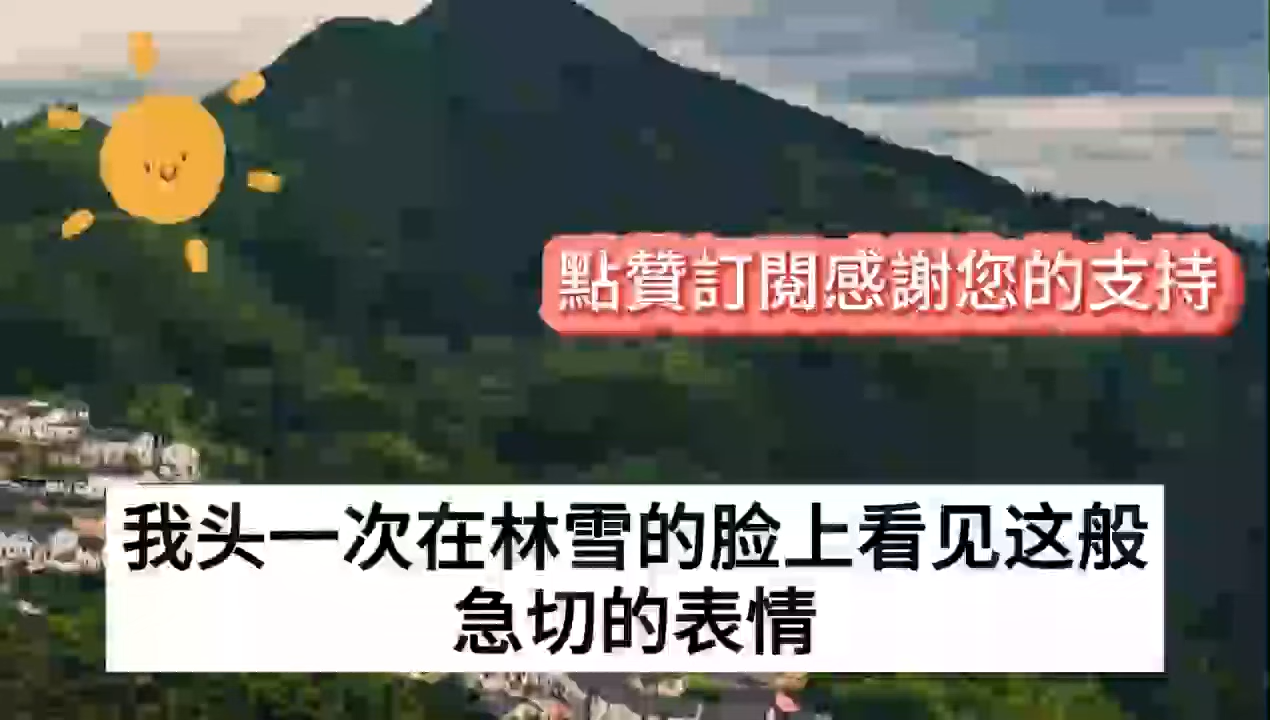 點贊訂閱感謝您的支持
我头一次在林雪的脸上看见这般
急切的表情